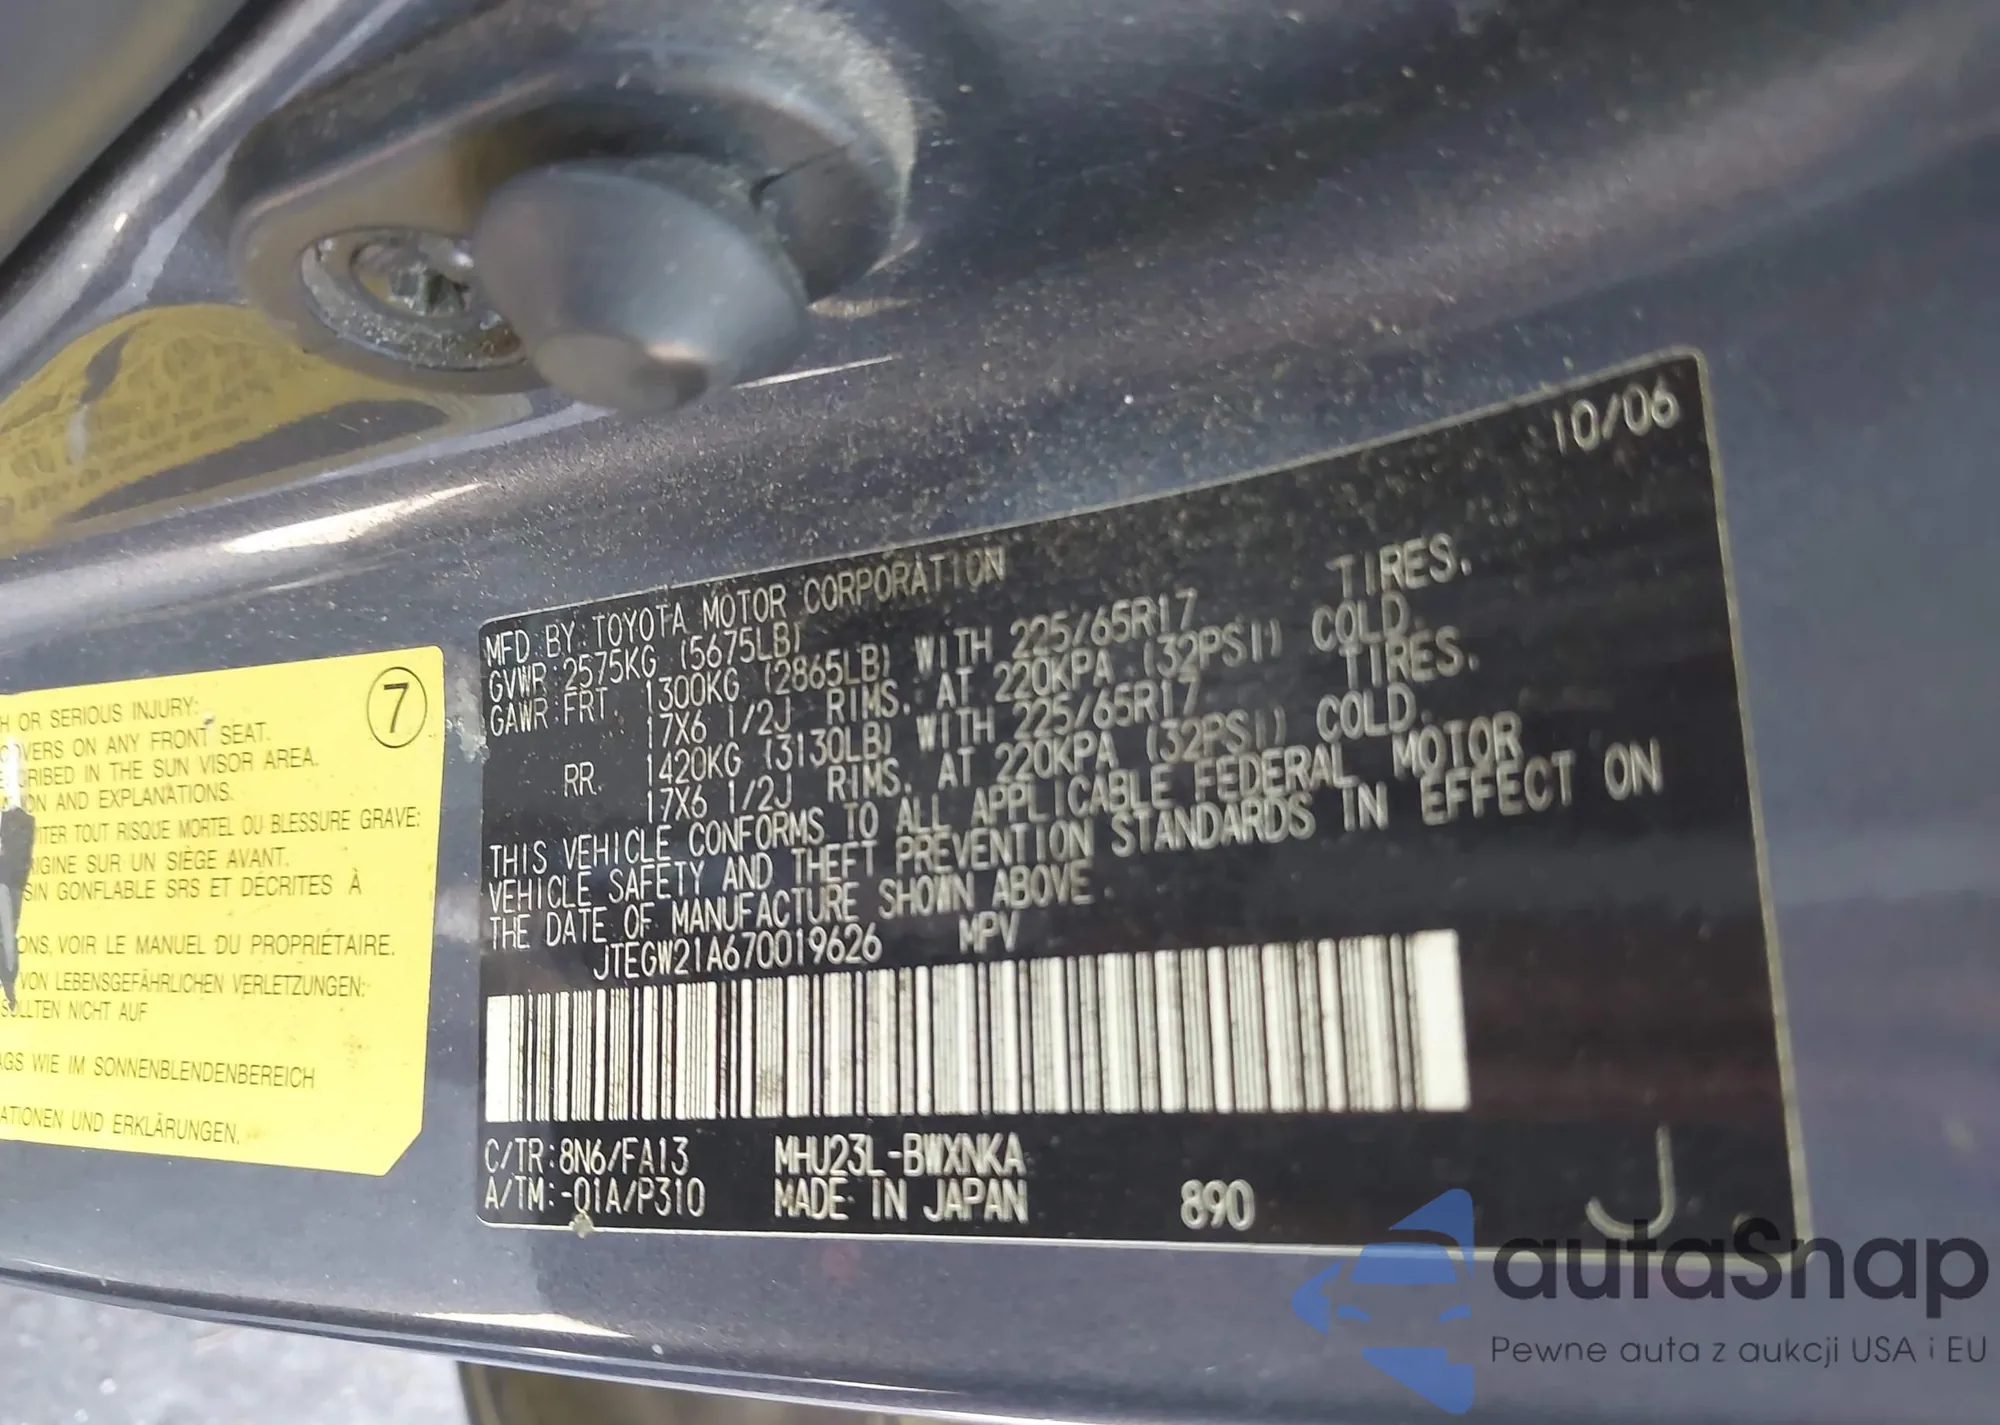 10/06
MFD BY: TOYOTA MOTOR CORPORATION
GVWR: 2575KG (5675LB)
GAWR FRT. 1300KG (2865LB) WITH 225/65R17 TIRES.
17X6 1/2J RIMS. AT 220KPA (32PSI) COLD.
RR. 1420KG (3130LB) WITH 225/65R17 TIRES.
17X6 1/2J RIMS. AT 220KPA (32PSI) COLD.
THIS VEHICLE CONFORMS TO ALL APPLICABLE FEDERAL MOTOR
VEHICLE SAFETY AND THEFT PREVENTION STANDARDS IN EFFECT ON
THE DATE OF MANUFACTURE SHOWN ABOVE.
JTEGW21A670019626 MPV
C/TR:8N6/FA13 MHU23L-BWXNKA
A/TM:-01A/P310 MADE IN JAPAN 890 J
7
H OR SERIOUS INJURY:
OVERS ON ANY FRONT SEAT.
CRIBED IN THE SUN VISOR AREA.
ON AND EXPLANATIONS.
ITER TOUT RISQUE MORTEL OU BLESSURE GRAVE:
IGINE SUR UN SIÈGE AVANT.
SIN GONFLABLE SRS ET DÉCRITES À
ONS, VOIR LE MANUEL DU PROPRIÉTAIRE.
VON LEBENSGEFÄHRLICHEN VERLETZUNGEN:
SOLLTEN NICHT AUF
AGS WIE IM SONNENBLENDENBEREICH
ATIONEN UND ERKLÄRUNGEN.
autaSnap
Pewne auta z aukcji USA i EU